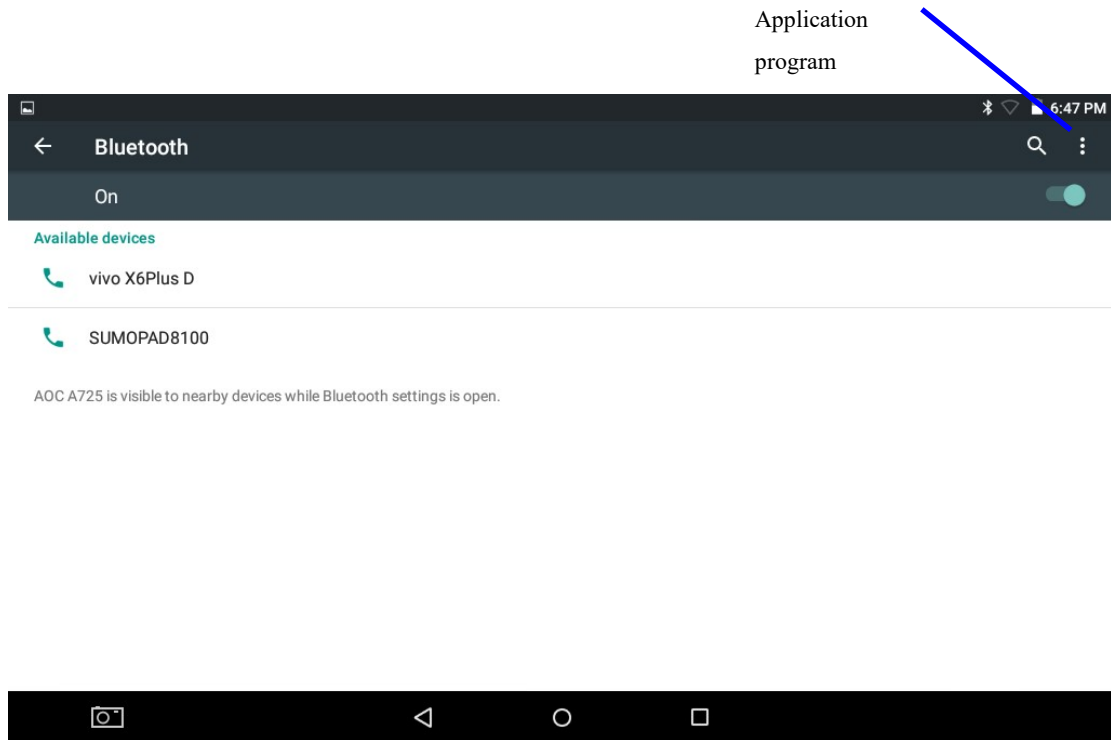 Application
program
6:47 PM
Bluetooth
On
Available devices
vivo X6Plus D
SUMOPAD8100
AOC A725 is visible to nearby devices while Bluetooth settings is open.